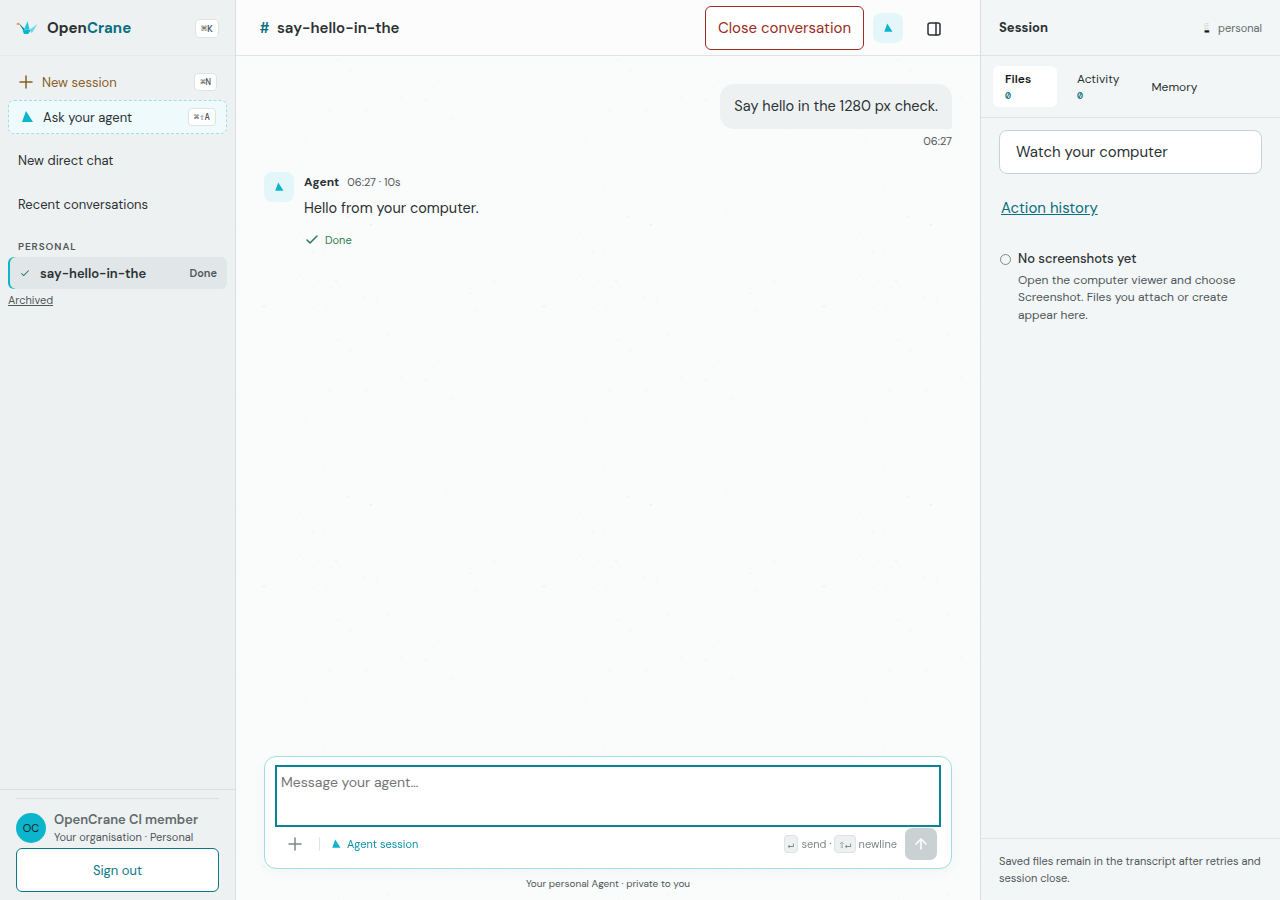 OpenCrane
⌘K
New session
⌘N
Ask your agent
⌘⇧A
New direct chat
Recent conversations
PERSONAL
say-hello-in-the
Done
Archived
OC
OpenCrane CI member
Your organisation · Personal
Sign out
# say-hello-in-the
Close conversation
Say hello in the 1280 px check.
06:27
Agent 06:27 · 10s
Hello from your computer.
Done
Message your agent…
Agent session
↵ send · ⇧↵ newline
Your personal Agent · private to you
Session
personal
Files
0
Activity
0
Memory
Watch your computer
Action history
No screenshots yet
Open the computer viewer and choose
Screenshot. Files you attach or create
appear here.
Saved files remain in the transcript after retries and
session close.